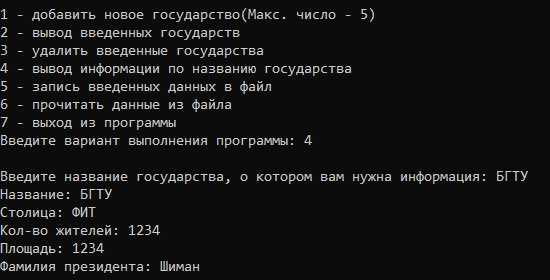 1 - добавить новое государство(Макс. число - 5)
2 - вывод введенных государств
3 - удалить введенные государства
4 - вывод информации по названию государства
5 - запись введенных данных в файл
6 - прочитать данные из файла
7 - выход из программы
Введите вариант выполнения программы: 4
Введите название государства, о котором вам нужна информация: БГТУ
Название: БГТУ
Столица: ФИТ
Кол-во жителей: 1234
Площадь: 1234
Фамилия президента: Шиман